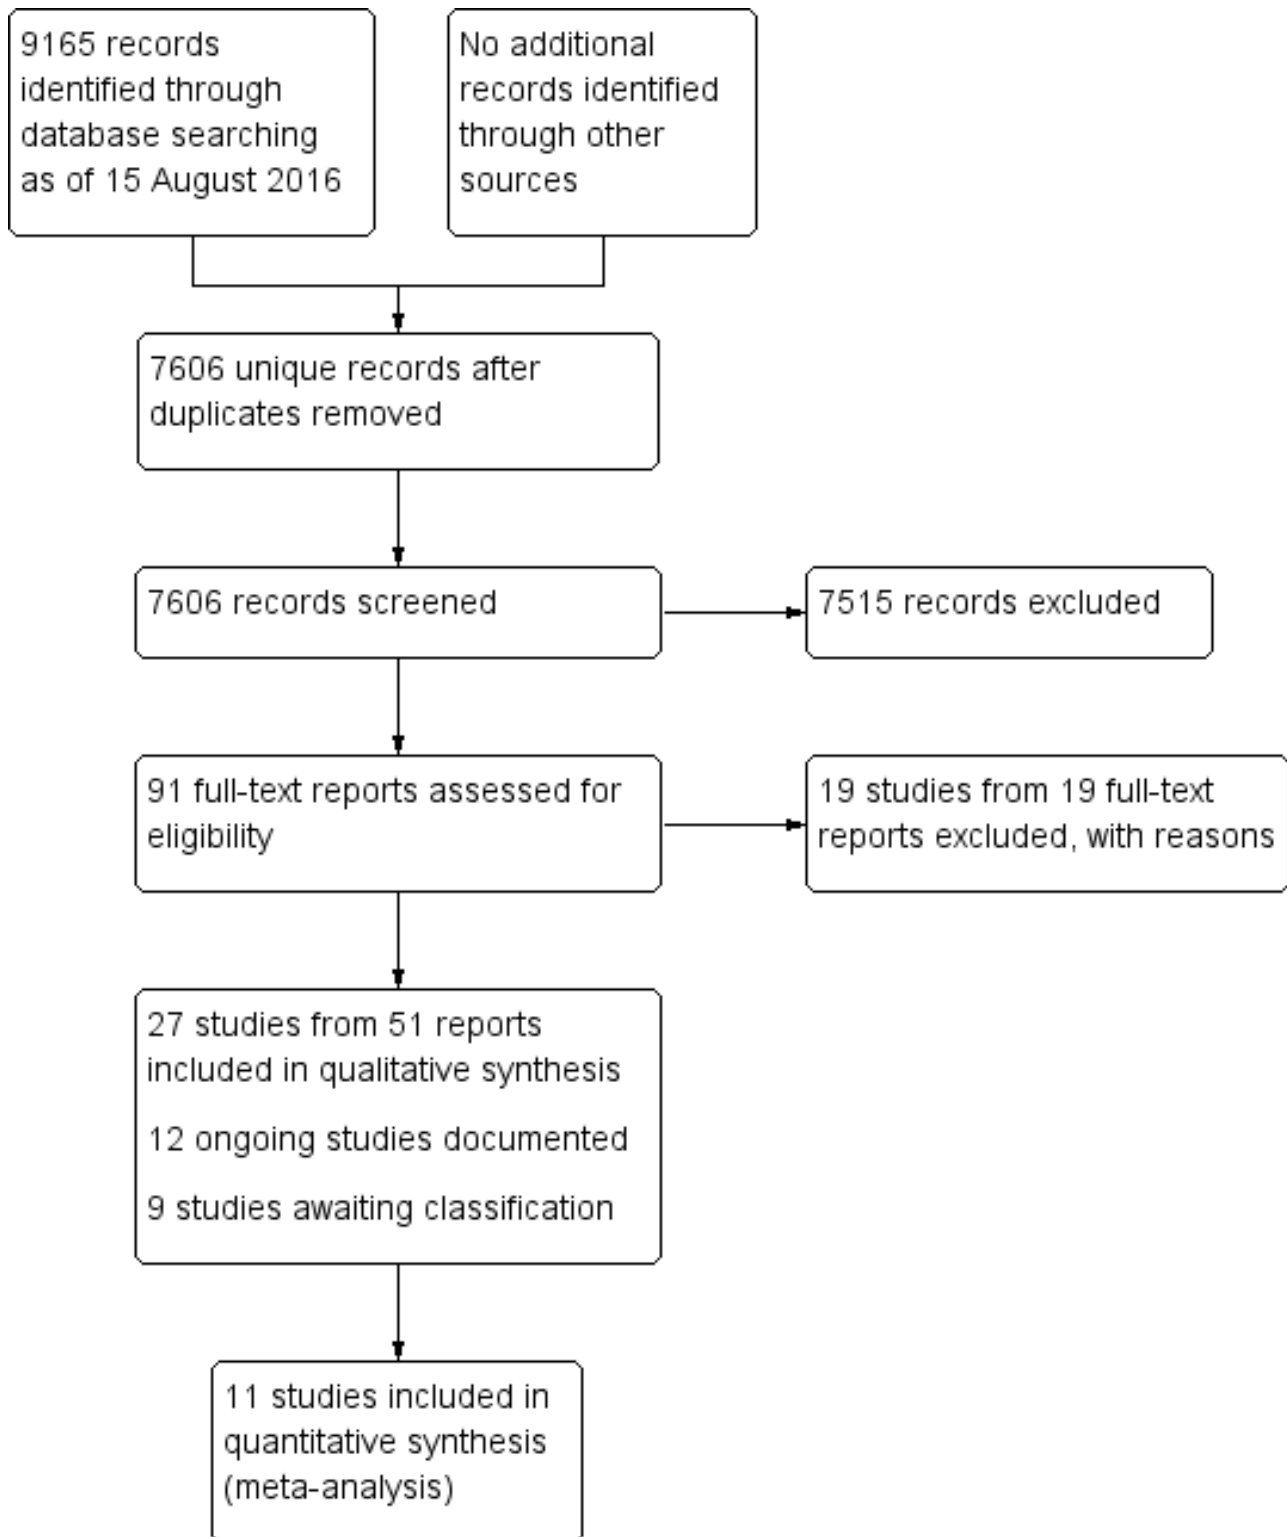 9165 records
identified through
database searching
as of 15 August 2016
No additional
records identified
through other
sources
7606 unique records after
duplicates removed
7606 records screened
7515 records excluded
91 full-text reports assessed for
eligibility
19 studies from 19 full-text
reports excluded, with reasons
27 studies from 51 reports
included in qualitative synthesis
12 ongoing studies documented
9 studies awaiting classification
11 studies included in
quantitative synthesis
(meta-analysis)